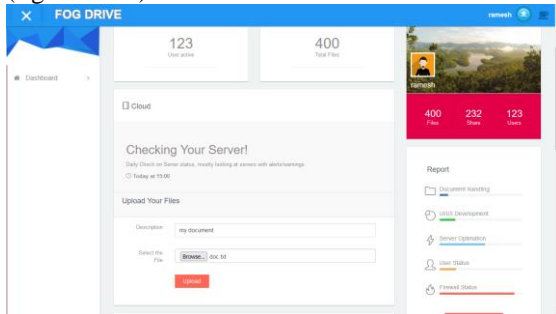 FOG DRIVE
ramesh
123
User active
400
Total Files
Dashboard
ramesh
400 232 123
Files Share Users
Cloud
Checking Your Server!
Daily Check on Server status, mostly looking at servers with alerts/warnings
Today at 15:00
Upload Your Files
Description my document
Select the
File
Browse... doc.txt
Upload
Report
Document Handling
UI/UX Development
Server Optimation
User Status
Firewall Status